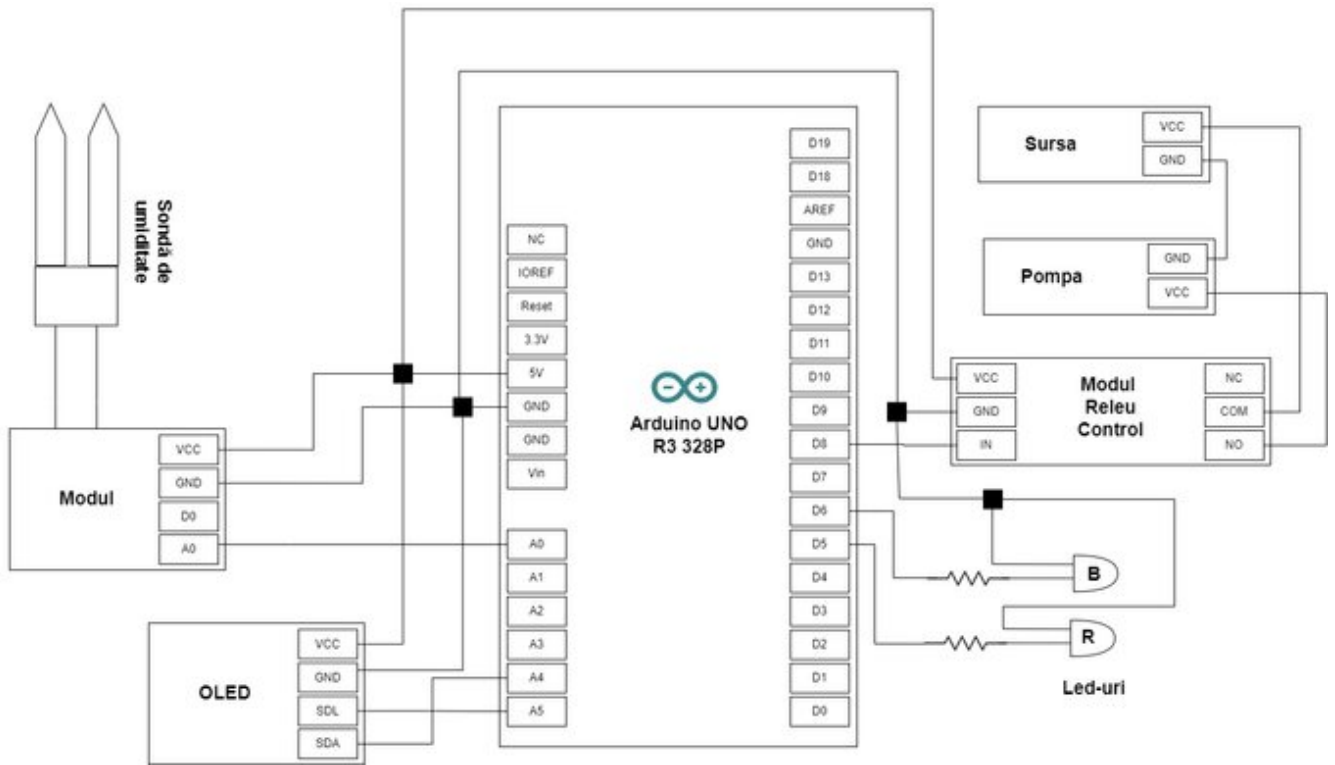 Sondă de
umiditate
Modul
VCC
GND
D0
A0
OLED
VCC
GND
SDL
SDA
NC
IOREF
Reset
3.3V
5V
GND
GND
Vin
A0
A1
A2
A3
A4
A5
Arduino UNO
R3 328P
D19
D18
AREF
GND
D13
D12
D11
D10
D9
D8
D7
D6
D5
D4
D3
D2
D1
D0
Sursa
VCC
GND
Pompa
GND
VCC
Modul
Releu
Control
VCC
GND
IN
NC
COM
NO
B
R
Led-uri